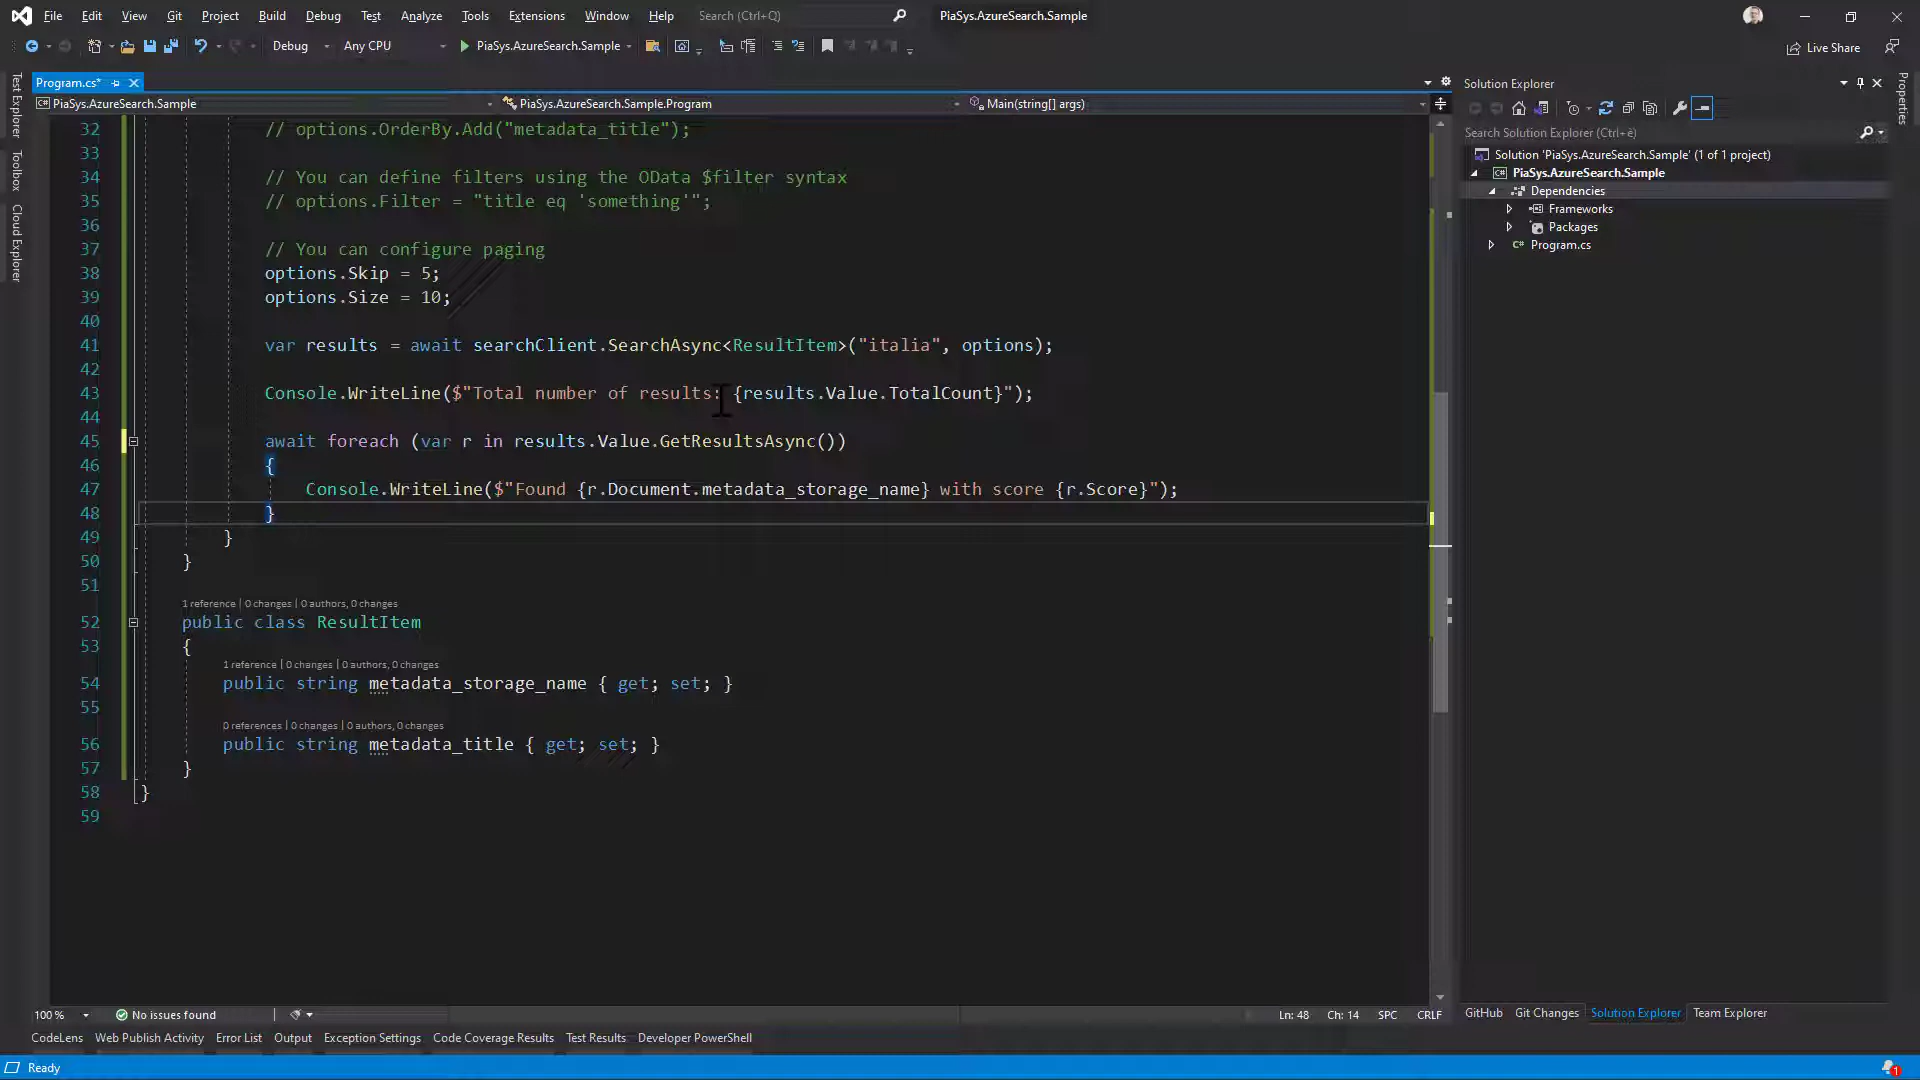 File Edit View Git Project Build Debug Test Analyze Tools Extensions Window Help Search (Ctrl+Q) PiaSys.AzureSearch.Sample
Debug Any CPU PiaSys.AzureSearch.Sample Live Share
Program.cs*
PiaSys.AzureSearch.Sample PiaSys.AzureSearch.Sample.Program Main(string[] args)
Test Explorer
Toolbox
Cloud Explorer
32 // options.OrderBy.Add("metadata_title");
33
34 // You can define filters using the OData $filter syntax
35 // options.Filter = "title eq 'something'";
36
37 // You can configure paging
38 options.Skip = 5;
39 options.Size = 10;
40
41 var results = await searchClient.SearchAsync<ResultItem>("italia", options);
42
43 Console.WriteLine($"Total number of results: {results.Value.TotalCount}");
44
45 await foreach (var r in results.Value.GetResultsAsync())
46 {
47 Console.WriteLine($"Found {r.Document.metadata_storage_name} with score {r.Score}");
48 }
49 }
50 }
51
1 reference | 0 changes | 0 authors, 0 changes
52 public class ResultItem
53 {
1 reference | 0 changes | 0 authors, 0 changes
54 public string metadata_storage_name { get; set; }
55
0 references | 0 changes | 0 authors, 0 changes
56 public string metadata_title { get; set; }
57 }
58 }
59
100 % No issues found Ln: 48 Ch: 14 SPC CRLF
Solution Explorer
Search Solution Explorer (Ctrl+è)
Solution 'PiaSys.AzureSearch.Sample' (1 of 1 project)
PiaSys.AzureSearch.Sample
Dependencies
Frameworks
Packages
C# Program.cs
Properties
GitHub Git Changes Solution Explorer Team Explorer
CodeLens Web Publish Activity Error List Output Exception Settings Code Coverage Results Test Results Developer PowerShell
Ready 1